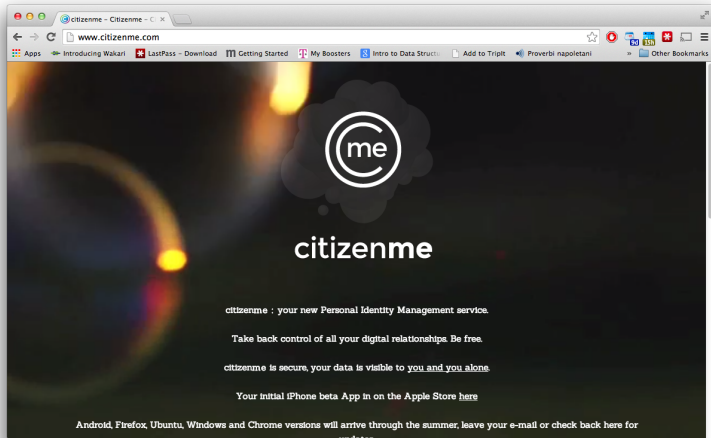 citizenme – Citizenme – C
www.citizenme.com
Apps Introducing Wakari LastPass – Download Getting Started My Boosters Intro to Data Structu Add to TripIt Proverbi napoletani » Other Bookmarks
9d 15h
me
citizenme
citizenme : your new Personal Identity Management service.
Take back control of all your digital relationships. Be free.
citizenme is secure, your data is visible to you and you alone.
Your initial iPhone beta App in on the Apple Store here
Android, Firefox, Ubuntu, Windows and Chrome versions will arrive through the summer, leave your e-mail or check back here for